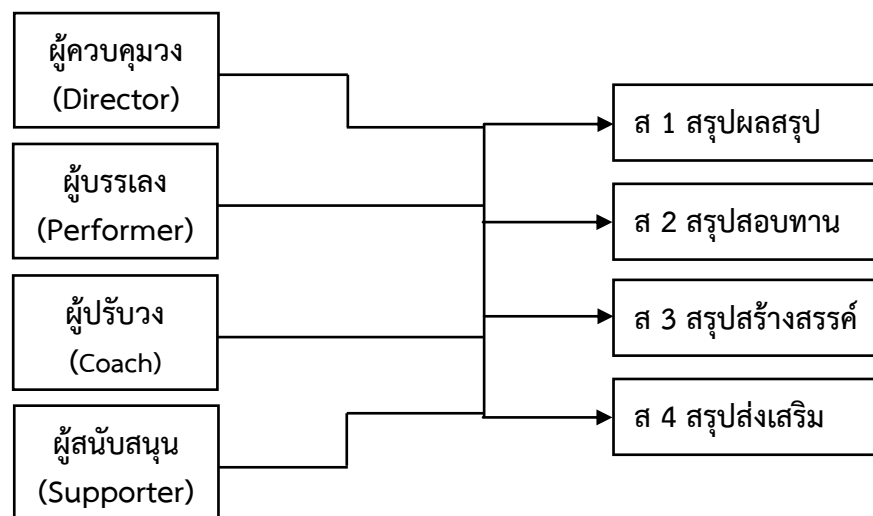 ผู้ควบคุมวง
(Director)
ผู้บรรเลง
(Performer)
ผู้ปรับวง
(Coach)
ผู้สนับสนุน
(Supporter)
ส 1 สรุปผลสรุป
ส 2 สรุปสอบทาน
ส 3 สรุปสร้างสรรค์
ส 4 สรุปส่งเสริม